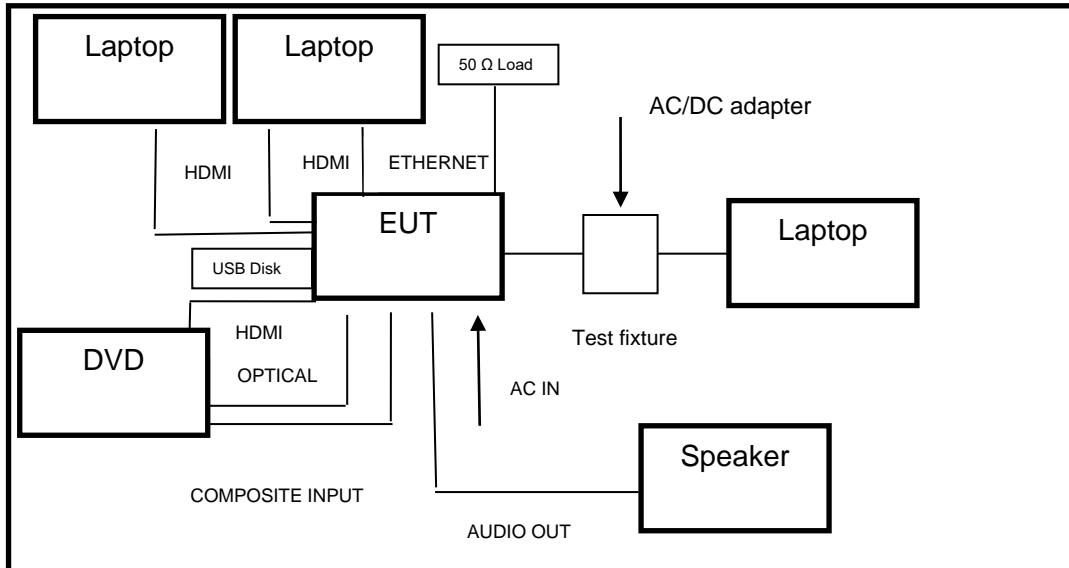 Laptop
Laptop
50 Ω Load
AC/DC adapter
HDMI
HDMI
ETHERNET
EUT
Laptop
USB Disk
HDMI
Test fixture
DVD
OPTICAL
AC IN
Speaker
COMPOSITE INPUT
AUDIO OUT